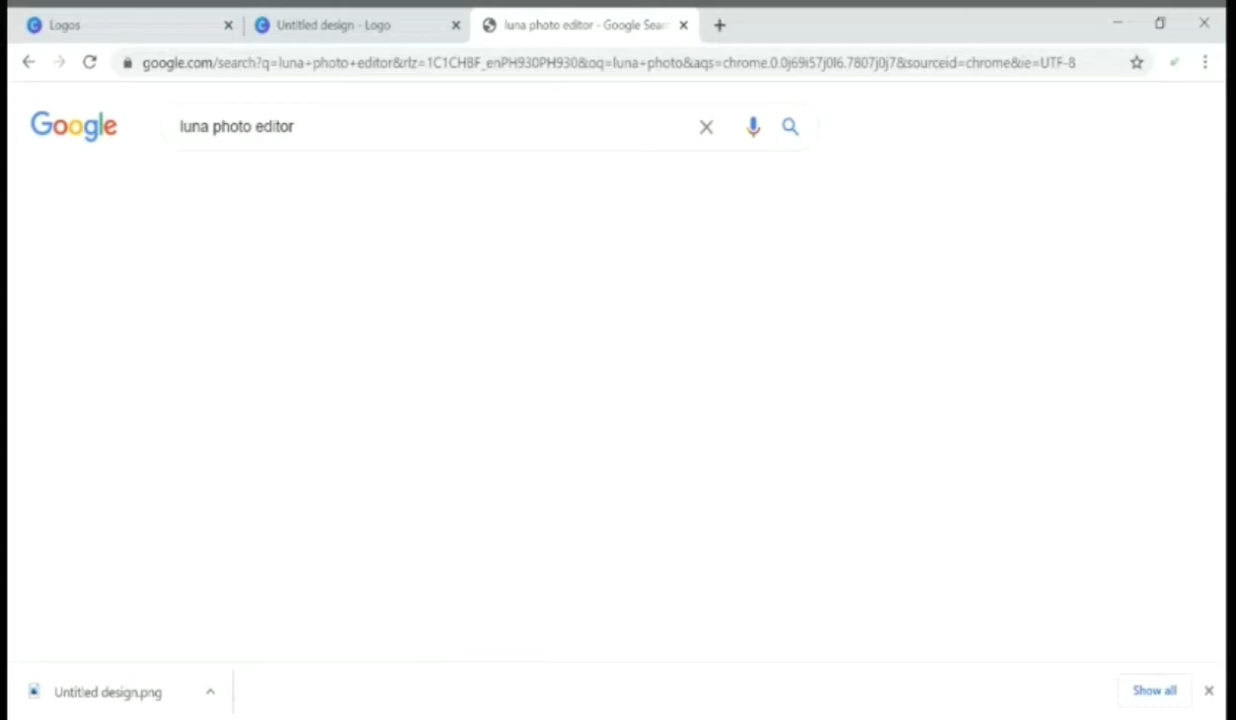 Logos
Untitled design - Logo
luna photo editor - Google Sear
google.com/search?q=luna+photo+editor&rlz=1C1CHBF_enPH930PH930&oq=luna+photo&aqs=chrome.0.0j69i57j0l6.7807j0j7&sourceid=chrome&ie=UTF-8
Google
luna photo editor
Untitled design.png
Show all